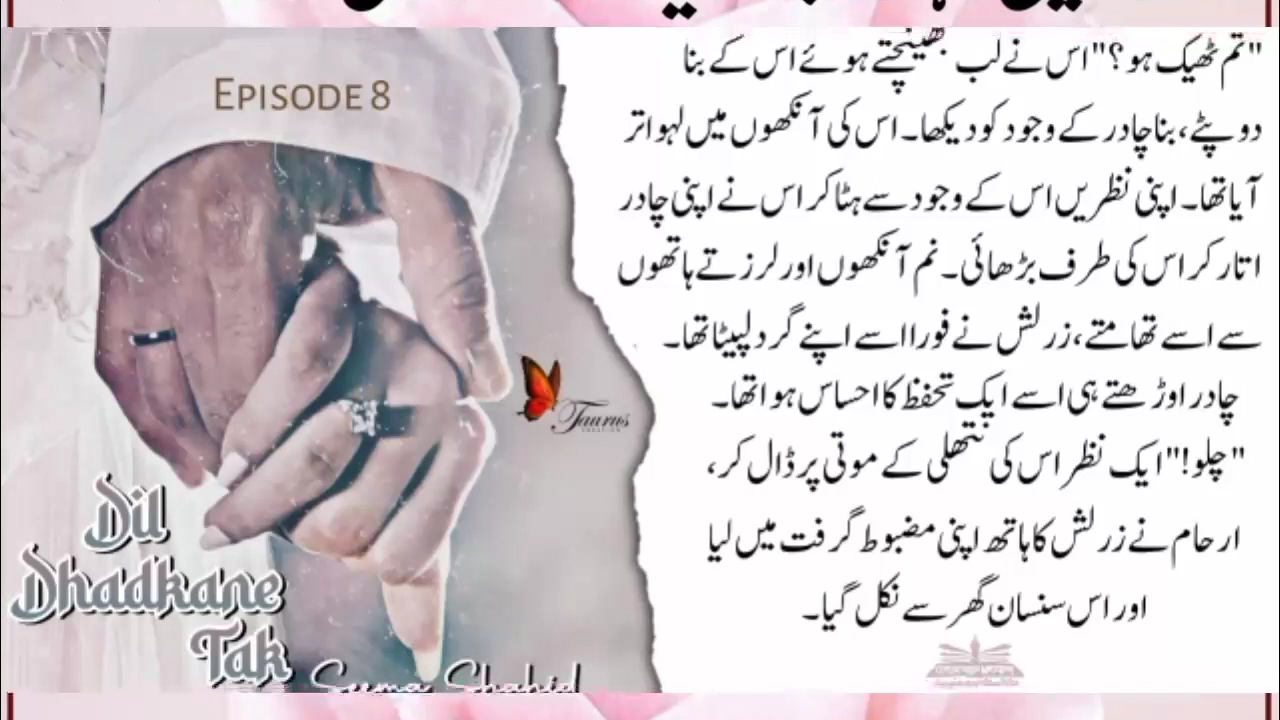 EPISODE 8
Dil
Dhadkane
Tak
Seema Shahid
Taurus
CREATION
"تم ٹھیک ہو؟" اس نے لب بھینچتے ہوئے اس کے بنا
دوپٹے، بنا چادر کے وجود کو دیکھا۔ اس کی آنکھوں میں لہو اتر
آیا تھا۔ اپنی نظریں اس کے وجود سے ہٹا کر اس نے اپنی چادر
اتار کر اس کی طرف بڑھائی۔ نم آنکھوں اور لرزتے ہاتھوں
سے اسے تھامتے، زرلش نے فورا اسے اپنے گرد لپیٹا تھا۔
چادر اوڑھتے ہی اسے ایک تحفظ کا احساس ہوا تھا۔
"چلو!" ایک نظر اس کی نتھلی کے موتی پر ڈال کر،
ارحام نے زرلش کا ہاتھ اپنی مضبوط گرفت میں لیا
اور اس سنسان گھر سے نکل گیا۔